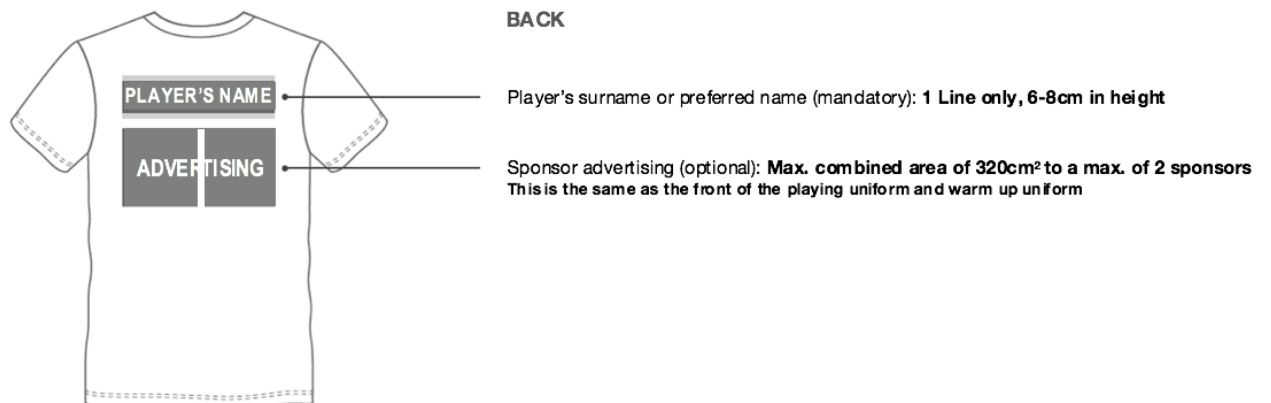 BACK
PLAYER'S NAME
Player's surname or preferred name (mandatory): 1 Line only, 6-8cm in height
ADVERTISING
Sponsor advertising (optional): Max. combined area of 320cm² to a max. of 2 sponsors
This is the same as the front of the playing uniform and warm up uniform